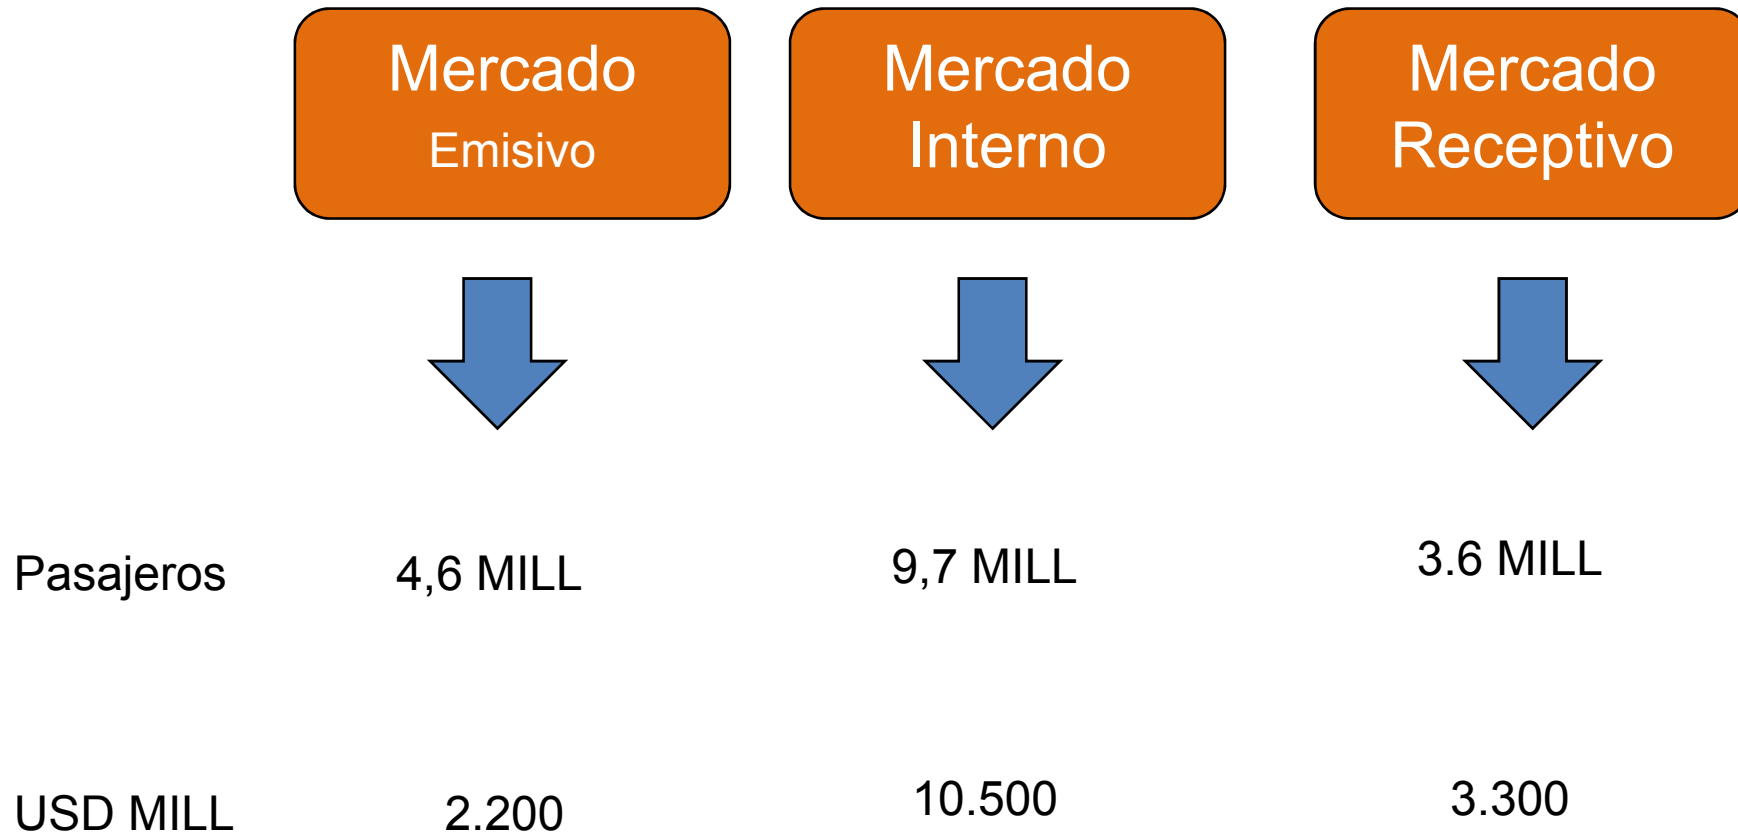 Mercado
Emisivo
Mercado
Interno
Mercado
Receptivo
Pasajeros 4,6 MILL 9,7 MILL 3.6 MILL
USD MILL 2.200 10.500 3.300